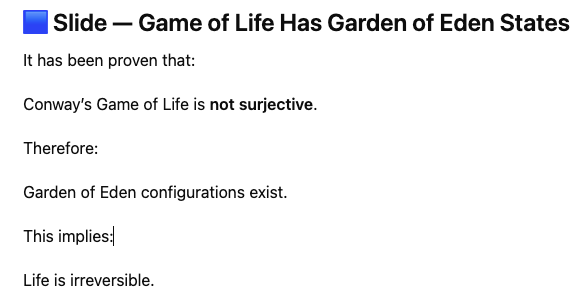 Slide — Game of Life Has Garden of Eden States
It has been proven that:
Conway’s Game of Life is not surjective.
Therefore:
Garden of Eden configurations exist.
This implies:
Life is irreversible.